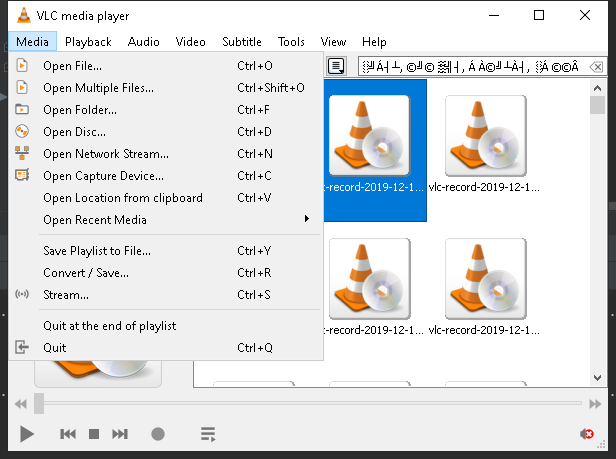 VLC media player
Media Playback Audio Video Subtitle Tools View Help
Open File... Ctrl+O
Open Multiple Files... Ctrl+Shift+O
Open Folder... Ctrl+F
Open Disc... Ctrl+D
Open Network Stream... Ctrl+N
Open Capture Device... Ctrl+C
Open Location from clipboard Ctrl+V
Open Recent Media
Save Playlist to File... Ctrl+Y
Convert / Save... Ctrl+R
Stream... Ctrl+S
Quit at the end of playlist
Quit Ctrl+Q
c-record-2019-12-1... vlc-record-2019-12-1...
c-record-2019-12-1... vlc-record-2019-12-1...